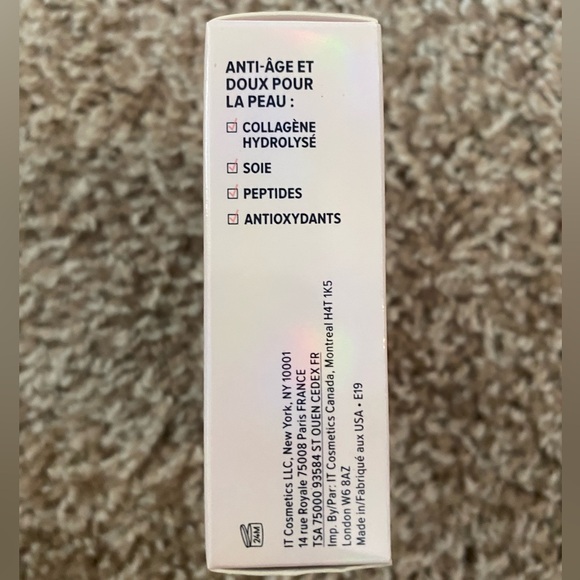 ANTI-ÂGE ET
DOUX POUR
LA PEAU :
COLLAGÈNE
HYDROLYSÉ
SOIE
PEPTIDES
ANTIOXYDANTS
24M
IT Cosmetics LLC, New York, NY 10001
14 rue Royale 75008 Paris FRANCE
TSA 75000 93584 ST OUEN CEDEX FR
Imp. By/Par: IT Cosmetics Canada, Montreal H4T 1K5
London W6 8AZ
Made in/Fabriqué aux USA • E19